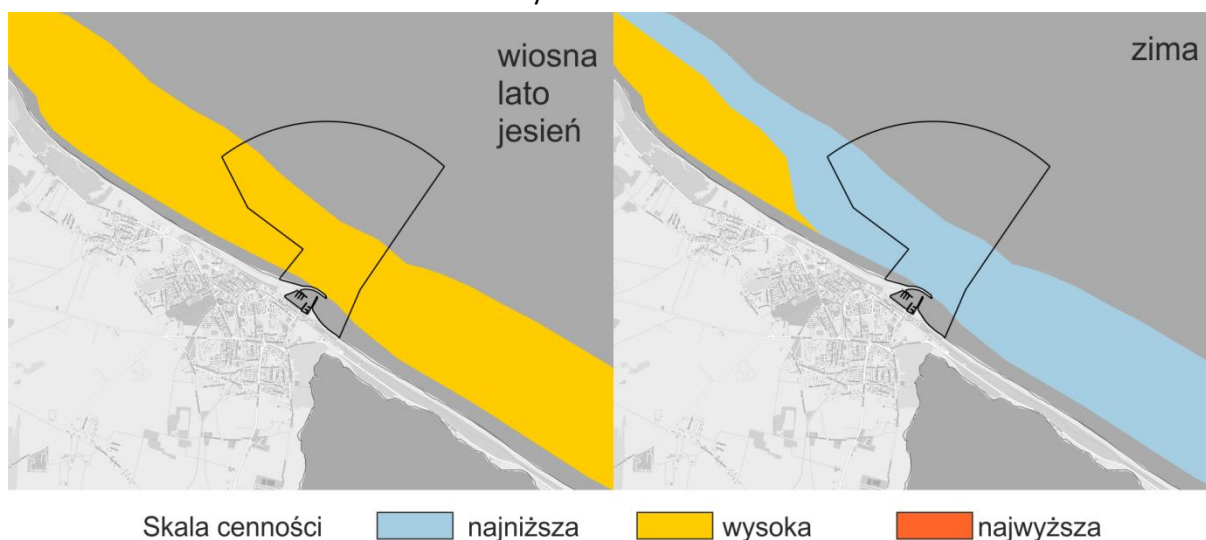 wiosna
lato
jesień
zima
Skala cenności najniższa wysoka najwyższa